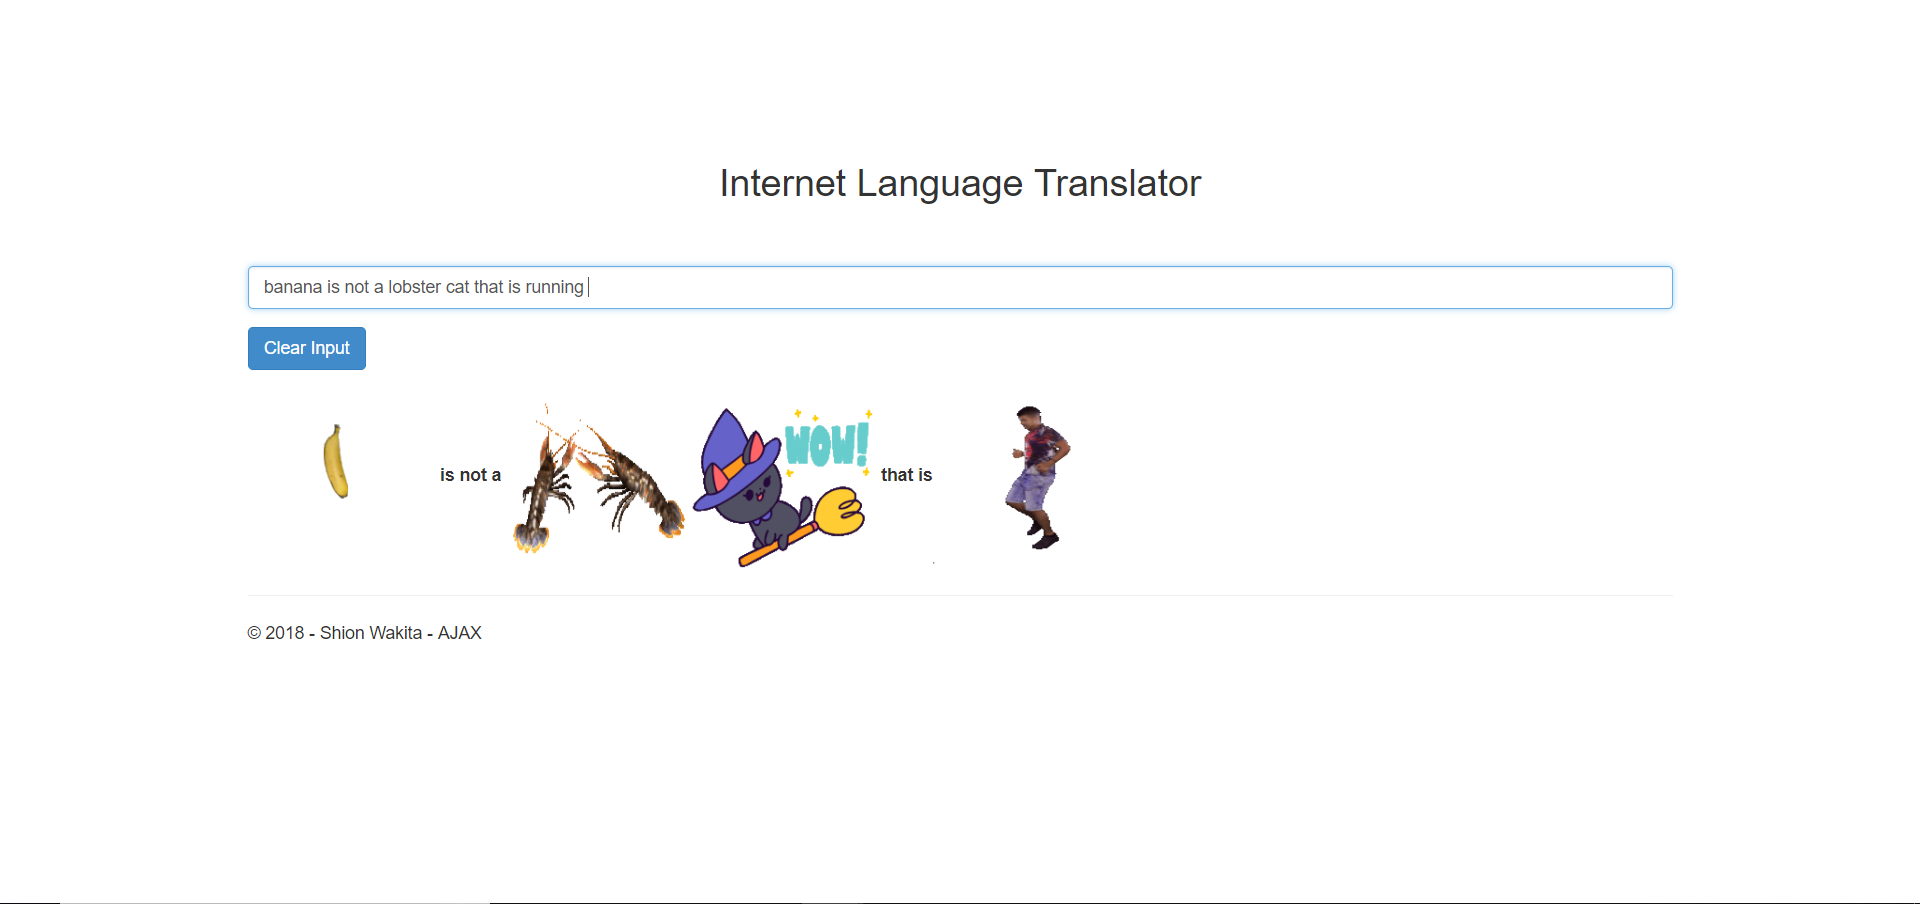 Internet Language Translator
banana is not a lobster cat that is running
Clear Input
is not a WOW! that is
© 2018 - Shion Wakita - AJAX